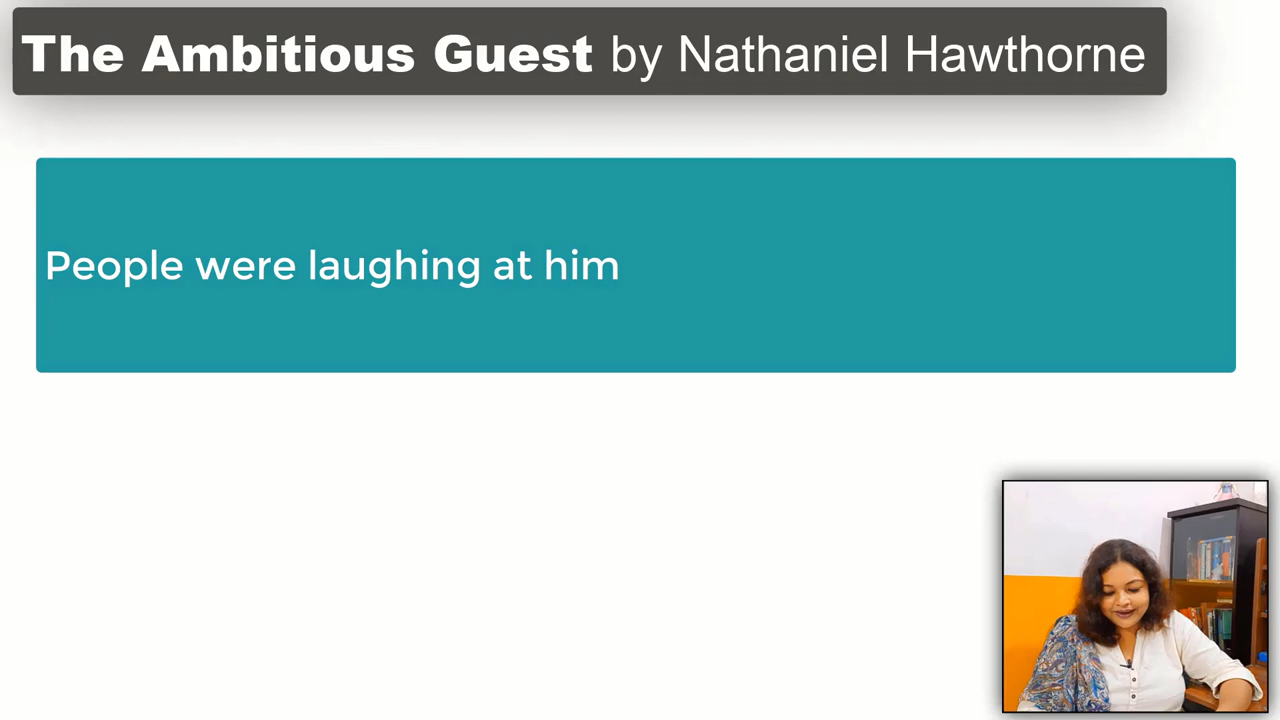 The Ambitious Guest by Nathaniel Hawthorne
People were laughing at him